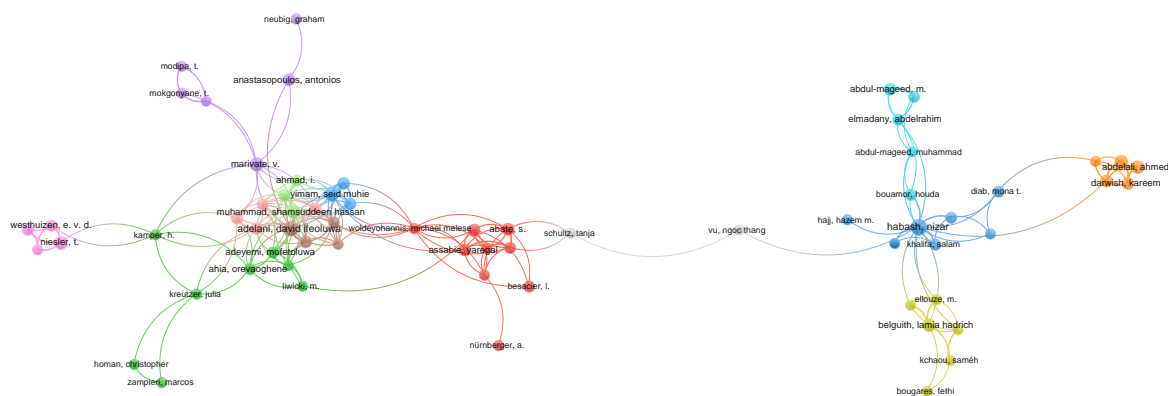 neubig, graham
modipa, t.
anastasopoulos, antonios
mokgonyane, t.
marivate, v.
ahmad, i.
yimam, seid muhie
muhammad, shamsuddeen hassan
westhuizen, e. v. d.
niesler, t.
kamper, h.
adelani, david ifeoluwa
woldeyohannis, michael melese
abate, s.
schultz, tanja
adeyemi, mofetoluwa
assabie, yaregal
ahia, orevaoghene
liwicki, m.
besacier, l.
kreutzer, julia
nürnberger, a.
homan, christopher
zampieri, marcos
abdul-mageed, m.
elmadany, abdelrahim
abdul-mageed, muhammad
abdelali, ahmed
darwish, kareem
diab, mona t.
bouamor, houda
hajj, hazem m.
habash, nizar
vu, ngoc thang
khalifa, salam
ellouze, m.
belguith, lamia hadrich
kchaou, saméh
bougares, fethi